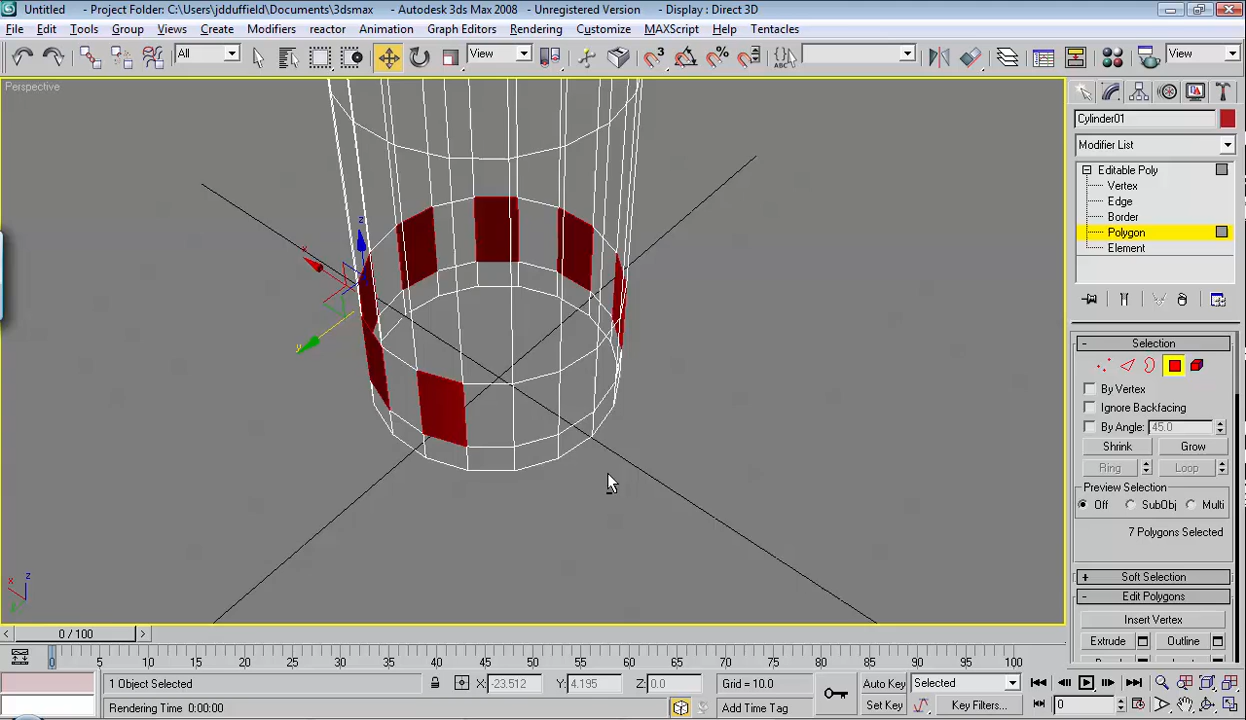 Untitled - Project Folder: C:\Users\jdduffield\Documents\3dsmax - Autodesk 3ds Max 2008 - Unregistered Version - Display : Direct 3D
File Edit Tools Group Views Create Modifiers reactor Animation Graph Editors Rendering Customize MAXScript Help Tentacles
All View View
Perspective
Cylinder01
Modifier List
Editable Poly
Vertex
Edge
Border
Polygon
Element
Selection
By Vertex
Ignore Backfacing
By Angle: 45.0
Shrink Grow
Ring Loop
Preview Selection
Off SubObj Multi
7 Polygons Selected
Soft Selection
Edit Polygons
Insert Vertex
Extrude Outline
x
y
z
x z
0 / 100
0 5 10 15 20 25 30 35 40 45 50 55 60 65 70 75 80 85 90 95 100
1 Object Selected X: -23.512 Y: 4.195 Z: 0.0 Grid = 10.0 Auto Key Selected
Rendering Time 0:00:00 Add Time Tag Set Key Key Filters... 0